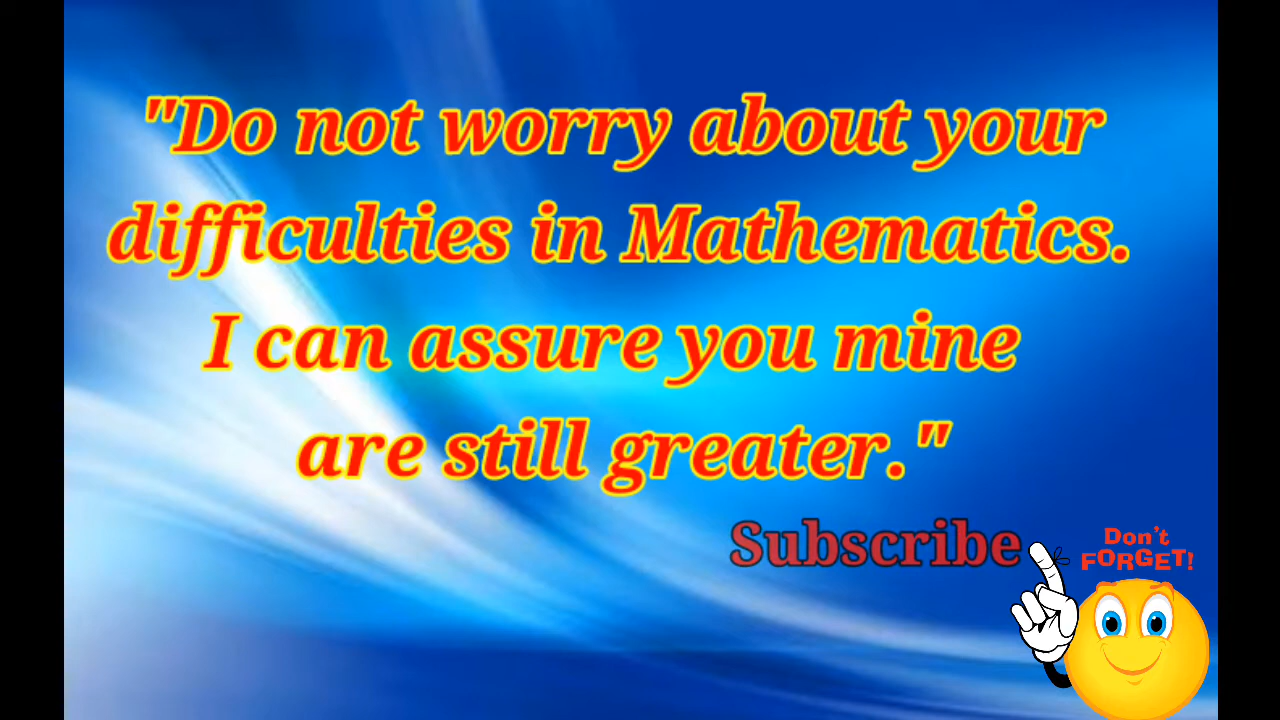 "Do not worry about your
difficulties in Mathematics.
I can assure you mine
are still greater."
Subscribe
Don't
FORGET!